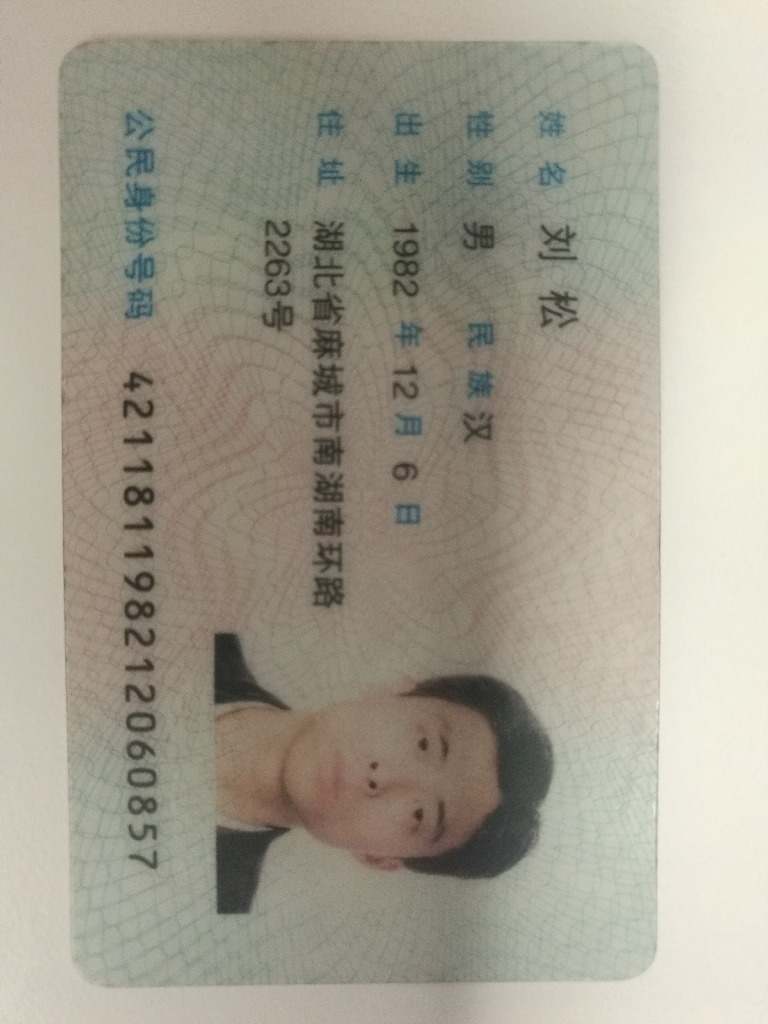 姓名 刘松
性别 男 民族 汉
出生 1982 年 12 月 6 日
住址 湖北省麻城市南湖南环路
2263号
公民身份号码 421181198212060857